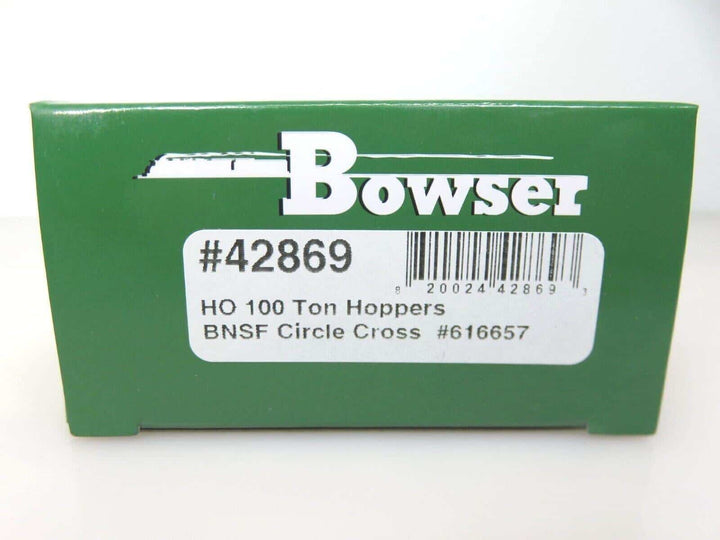 Bowser
#42869
8 20024 42869 3
HO 100 Ton Hoppers
BNSF Circle Cross #616657